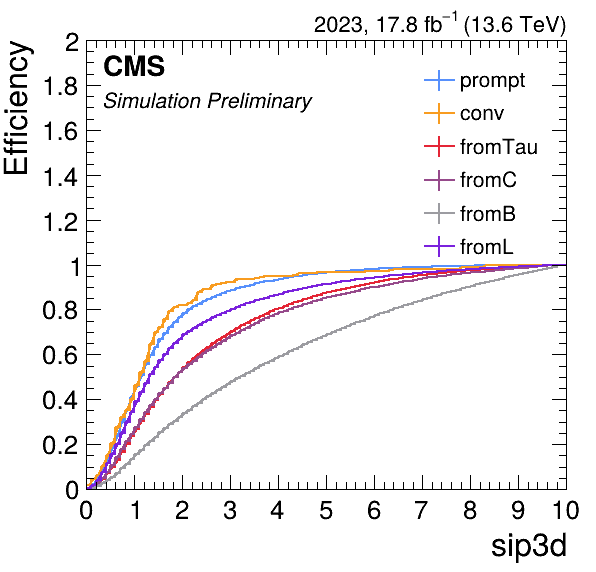 2023, 17.8 fb⁻¹ (13.6 TeV)
CMS
Simulation Preliminary
Efficiency
prompt
conv
fromTau
fromC
fromB
fromL
2
1.8
1.6
1.4
1.2
1
0.8
0.6
0.4
0.2
0
0 1 2 3 4 5 6 7 8 9 10
sip3d